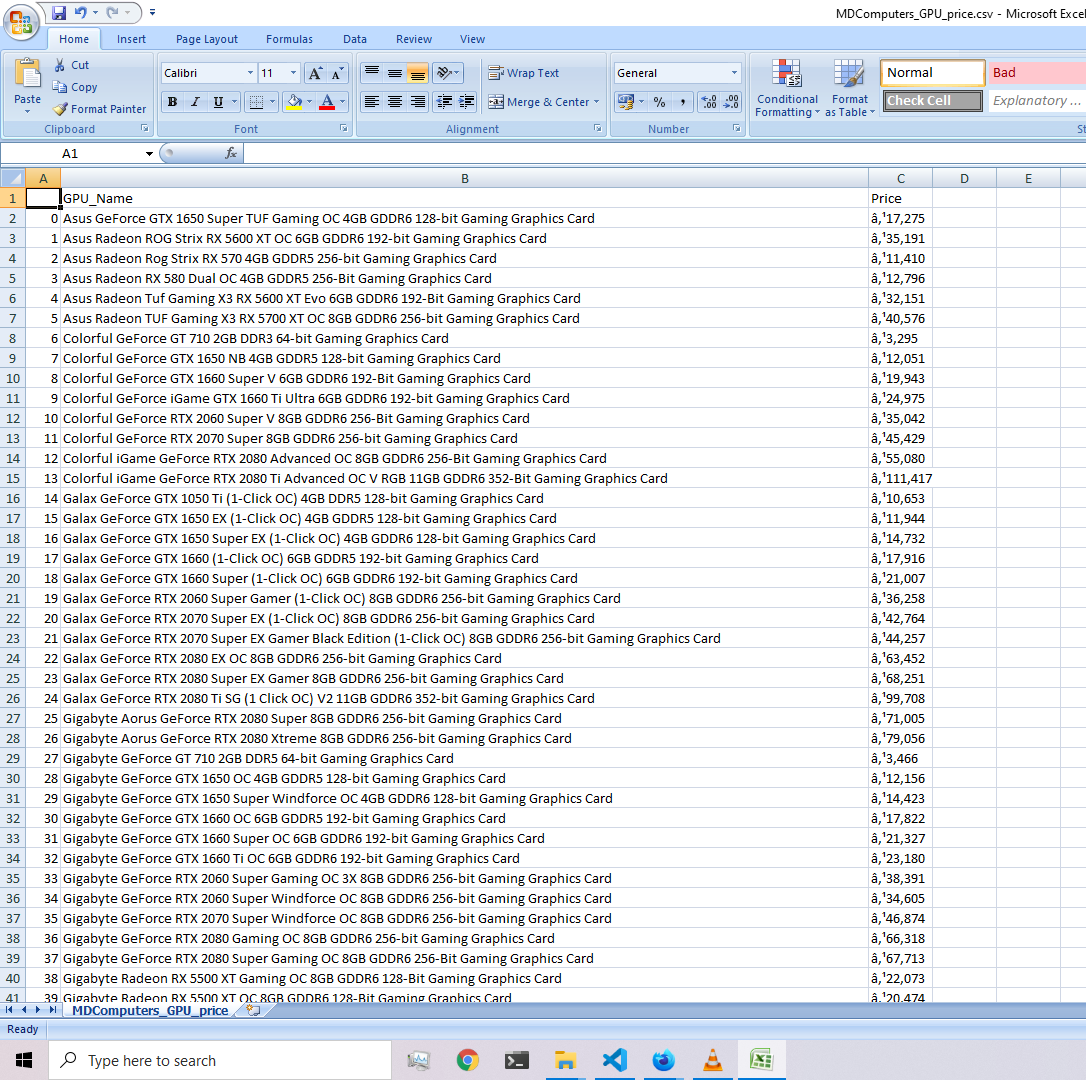 MDComputers_GPU_price.csv - Microsoft Excel
Home Insert Page Layout Formulas Data Review View
Paste Cut Copy Format Painter Clipboard
Calibri 11 B I U A Font
Wrap Text Merge & Center Alignment
General % , Number
Conditional Formatting Format as Table Normal Bad Check Cell Explanatory ...
A1 fx
A B C D E
1 GPU_Name Price
2 0 Asus GeForce GTX 1650 Super TUF Gaming OC 4GB GDDR6 128-bit Gaming Graphics Card â‚¹17,275
3 1 Asus Radeon ROG Strix RX 5600 XT OC 6GB GDDR6 192-bit Gaming Graphics Card â‚¹35,191
4 2 Asus Radeon Rog Strix RX 570 4GB GDDR5 256-bit Gaming Graphics Card â‚¹11,410
5 3 Asus Radeon RX 580 Dual OC 4GB GDDR5 256-Bit Gaming Graphics Card â‚¹12,796
6 4 Asus Radeon Tuf Gaming X3 RX 5600 XT Evo 6GB GDDR6 192-Bit Gaming Graphics Card â‚¹32,151
7 5 Asus Radeon TUF Gaming X3 RX 5700 XT OC 8GB GDDR6 256-bit Gaming Graphics Card â‚¹40,576
8 6 Colorful GeForce GT 710 2GB DDR3 64-bit Gaming Graphics Card â‚¹3,295
9 7 Colorful GeForce GTX 1650 NB 4GB GDDR5 128-bit Gaming Graphics Card â‚¹12,051
10 8 Colorful GeForce GTX 1660 Super V 6GB GDDR6 192-Bit Gaming Graphics Card â‚¹19,943
11 9 Colorful GeForce iGame GTX 1660 Ti Ultra 6GB GDDR6 192-bit Gaming Graphics Card â‚¹24,975
12 10 Colorful GeForce RTX 2060 Super V 8GB GDDR6 256-Bit Gaming Graphics Card â‚¹35,042
13 11 Colorful GeForce RTX 2070 Super 8GB GDDR6 256-bit Gaming Graphics Card â‚¹45,429
14 12 Colorful iGame GeForce RTX 2080 Advanced OC 8GB GDDR6 256-Bit Gaming Graphics Card â‚¹55,080
15 13 Colorful iGame GeForce RTX 2080 Ti Advanced OC V RGB 11GB GDDR6 352-Bit Gaming Graphics Card â‚¹111,417
16 14 Galax GeForce GTX 1050 Ti (1-Click OC) 4GB DDR5 128-bit Gaming Graphics Card â‚¹10,653
17 15 Galax GeForce GTX 1650 EX (1-Click OC) 4GB GDDR5 128-bit Gaming Graphics Card â‚¹11,944
18 16 Galax GeForce GTX 1650 Super EX (1-Click OC) 4GB GDDR6 128-bit Gaming Graphics Card â‚¹14,732
19 17 Galax GeForce GTX 1660 (1-Click OC) 6GB GDDR5 192-bit Gaming Graphics Card â‚¹17,916
20 18 Galax GeForce GTX 1660 Super (1-Click OC) 6GB GDDR6 192-bit Gaming Graphics Card â‚¹21,007
21 19 Galax GeForce RTX 2060 Super Gamer (1-Click OC) 8GB GDDR6 256-bit Gaming Graphics Card â‚¹36,258
22 20 Galax GeForce RTX 2070 Super EX (1-Click OC) 8GB GDDR6 256-bit Gaming Graphics Card â‚¹42,764
23 21 Galax GeForce RTX 2070 Super EX Gamer Black Edition (1-Click OC) 8GB GDDR6 256-bit Gaming Graphics Card â‚¹44,257
24 22 Galax GeForce RTX 2080 EX OC 8GB GDDR6 256-bit Gaming Graphics Card â‚¹63,452
25 23 Galax GeForce RTX 2080 Super EX Gamer 8GB GDDR6 256-bit Gaming Graphics Card â‚¹68,251
26 24 Galax GeForce RTX 2080 Ti SG (1 Click OC) V2 11GB GDDR6 352-bit Gaming Graphics Card â‚¹99,708
27 25 Gigabyte Aorus GeForce RTX 2080 Super 8GB GDDR6 256-bit Gaming Graphics Card â‚¹71,005
28 26 Gigabyte Aorus GeForce RTX 2080 Xtreme 8GB GDDR6 256-bit Gaming Graphics Card â‚¹79,056
29 27 Gigabyte GeForce GT 710 2GB DDR5 64-bit Gaming Graphics Card â‚¹3,466
30 28 Gigabyte GeForce GTX 1650 OC 4GB GDDR5 128-bit Gaming Graphics Card â‚¹12,156
31 29 Gigabyte GeForce GTX 1650 Super Windforce OC 4GB GDDR6 128-bit Gaming Graphics Card â‚¹14,423
32 30 Gigabyte GeForce GTX 1660 OC 6GB GDDR5 192-bit Gaming Graphics Card â‚¹17,822
33 31 Gigabyte GeForce GTX 1660 Super OC 6GB GDDR6 192-bit Gaming Graphics Card â‚¹21,327
34 32 Gigabyte GeForce GTX 1660 Ti OC 6GB GDDR6 192-bit Gaming Graphics Card â‚¹23,180
35 33 Gigabyte GeForce RTX 2060 Super Gaming OC 3X 8GB GDDR6 256-bit Gaming Graphics Card â‚¹38,391
36 34 Gigabyte GeForce RTX 2060 Super Windforce OC 8GB GDDR6 256-bit Gaming Graphics Card â‚¹34,605
37 35 Gigabyte GeForce RTX 2070 Super Windforce OC 8GB GDDR6 256-bit Gaming Graphics Card â‚¹46,874
38 36 Gigabyte GeForce RTX 2080 Gaming OC 8GB GDDR6 256-bit Gaming Graphics Card â‚¹66,318
39 37 Gigabyte GeForce RTX 2080 Super Gaming OC 8GB GDDR6 256-Bit Gaming Graphics Card â‚¹67,713
40 38 Gigabyte Radeon RX 5500 XT Gaming OC 8GB GDDR6 128-Bit Gaming Graphics Card â‚¹22,073
41 39 Gigabyte Radeon RX 5500 XT OC 8GB GDDR6 128-Bit Gaming Graphics Card â‚¹20,474
MDComputers_GPU_price
Ready
Type here to search